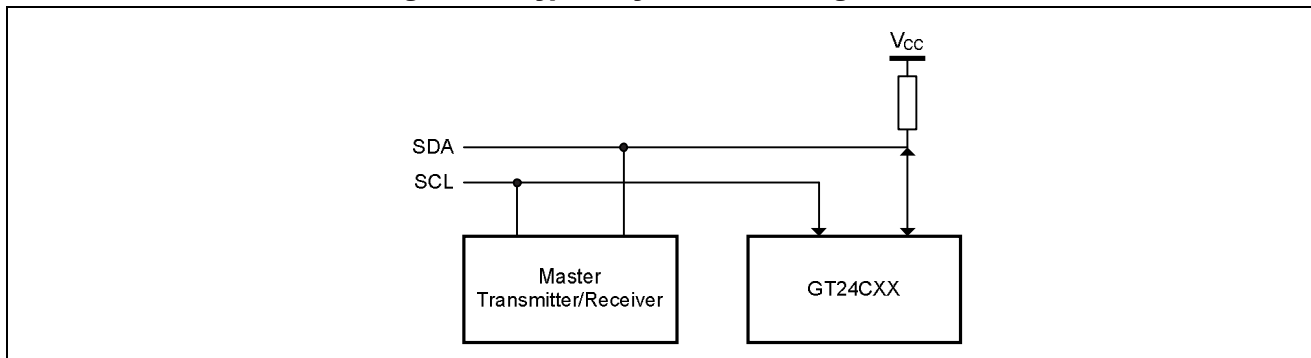 VCC
SDA
SCL
Master
Transmitter/Receiver
GT24CXX